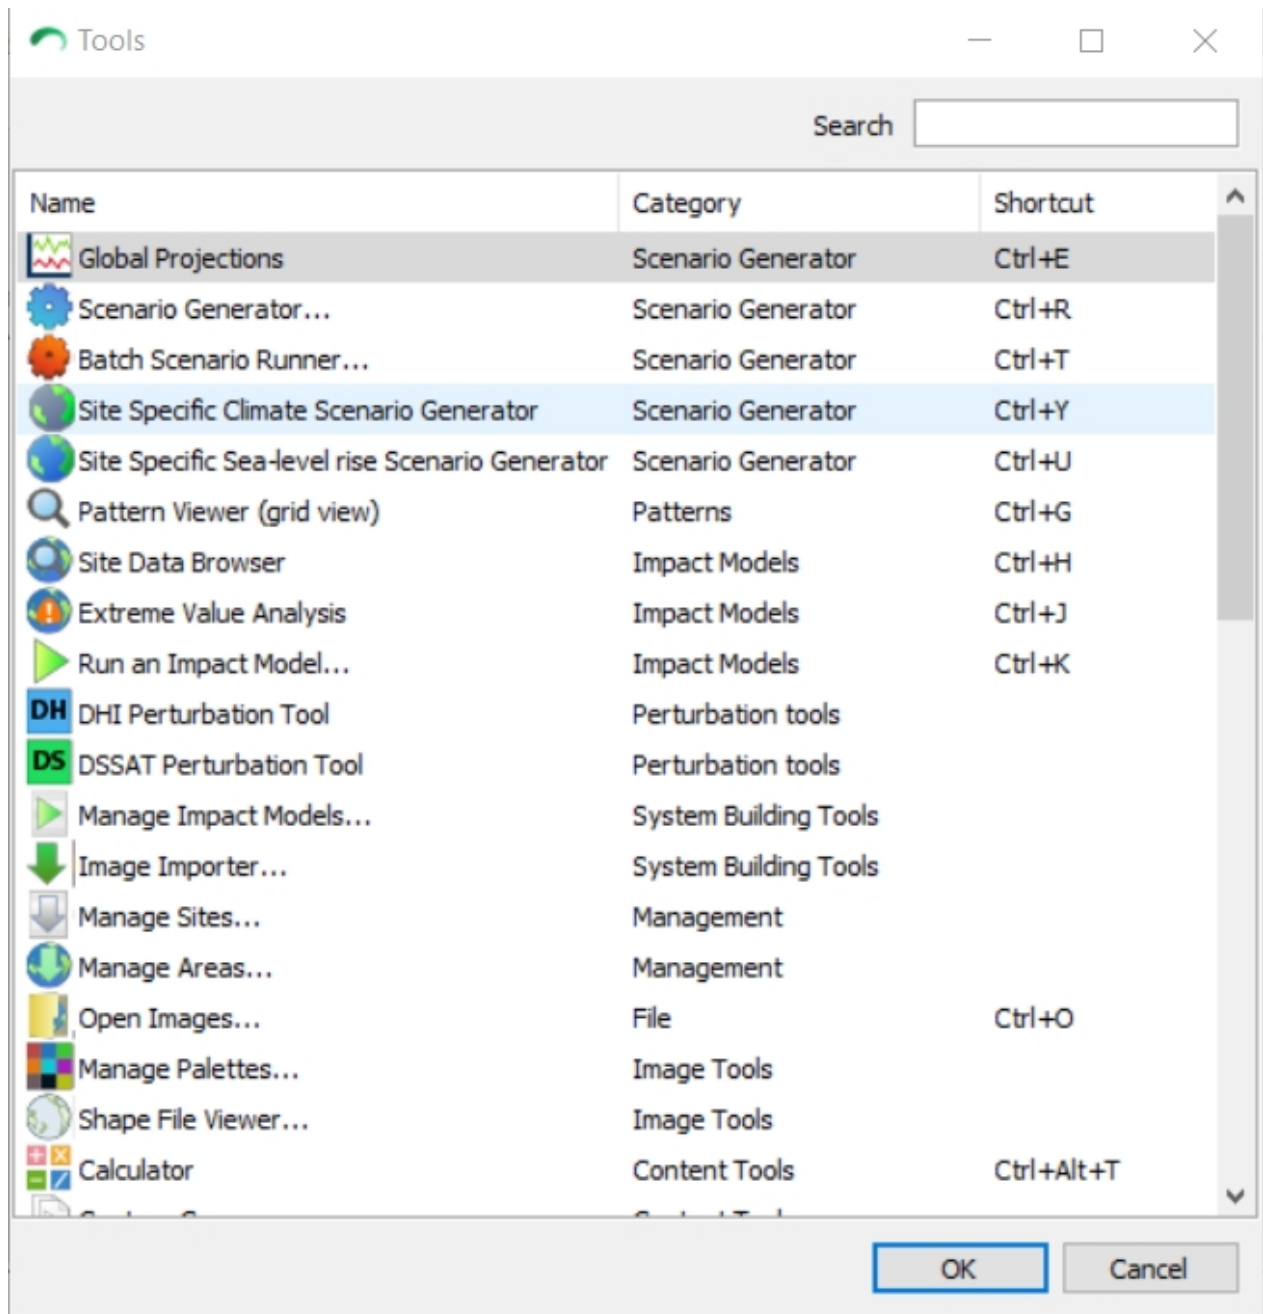 Tools
Search
Name Category Shortcut
Global Projections Scenario Generator Ctrl+E
Scenario Generator... Scenario Generator Ctrl+R
Batch Scenario Runner... Scenario Generator Ctrl+T
Site Specific Climate Scenario Generator Scenario Generator Ctrl+Y
Site Specific Sea-level rise Scenario Generator Scenario Generator Ctrl+U
Pattern Viewer (grid view) Patterns Ctrl+G
Site Data Browser Impact Models Ctrl+H
Extreme Value Analysis Impact Models Ctrl+J
Run an Impact Model... Impact Models Ctrl+K
DH DHI Perturbation Tool Perturbation tools
DS DSSAT Perturbation Tool Perturbation tools
Manage Impact Models... System Building Tools
Image Importer... System Building Tools
Manage Sites... Management
Manage Areas... Management
Open Images... File Ctrl+O
Manage Palettes... Image Tools
Shape File Viewer... Image Tools
Calculator Content Tools Ctrl+Alt+T
OK Cancel